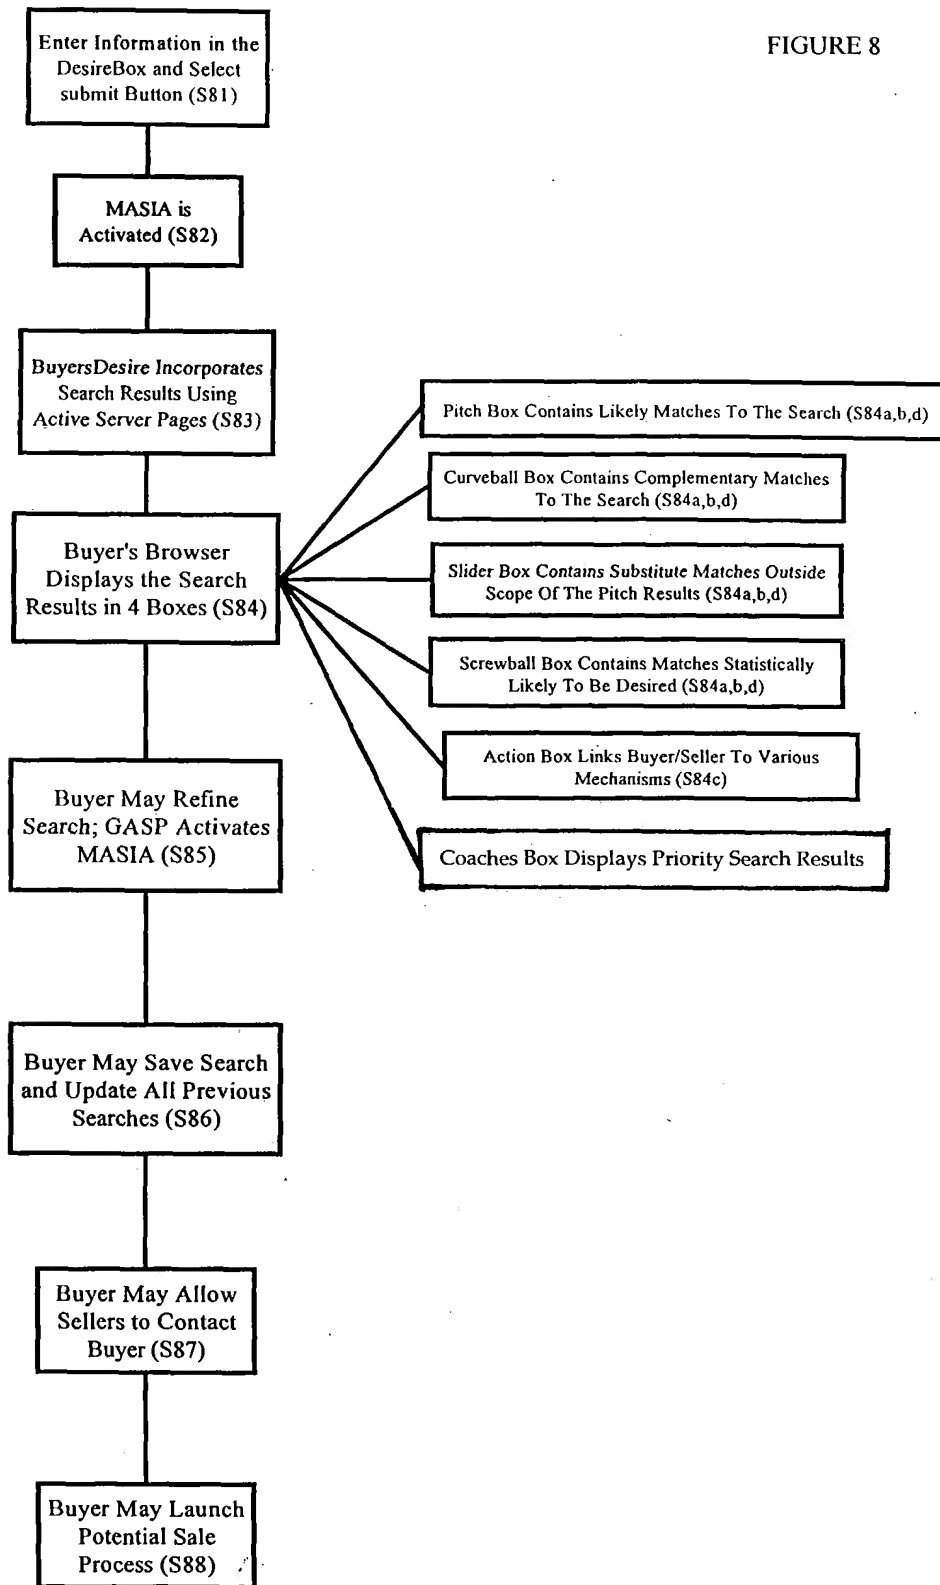 FIGURE 8
Enter Information in the
DesireBox and Select
submit Button (S81)
MASIA is
Activated (S82)
BuyersDesire Incorporates
Search Results Using
Active Server Pages (S83)
Buyer's Browser
Displays the Search
Results in 4 Boxes (S84)
Pitch Box Contains Likely Matches To The Search (S84a,b,d)
Curveball Box Contains Complementary Matches
To The Search (S84a,b,d)
Slider Box Contains Substitute Matches Outside
Scope Of The Pitch Results (S84a,b,d)
Screwball Box Contains Matches Statistically
Likely To Be Desired (S84a,b,d)
Action Box Links Buyer/Seller To Various
Mechanisms (S84c)
Coaches Box Displays Priority Search Results
Buyer May Refine
Search; GASP Activates
MASIA (S85)
Buyer May Save Search
and Update All Previous
Searches (S86)
Buyer May Allow
Sellers to Contact
Buyer (S87)
Buyer May Launch
Potential Sale
Process (S88)